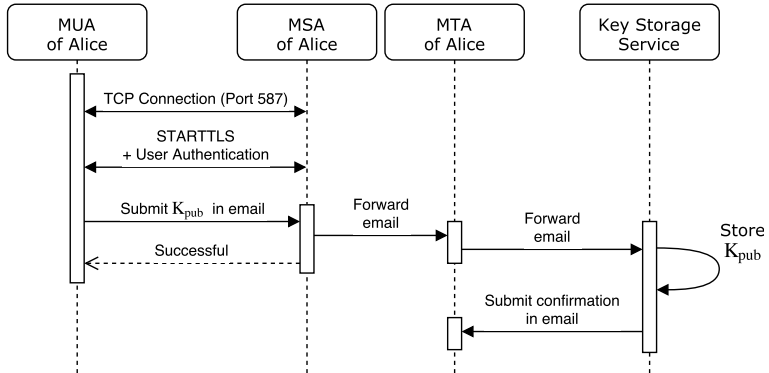 MUA
of Alice
MSA
of Alice
MTA
of Alice
Key Storage
Service
TCP Connection (Port 587)
STARTTLS
+ User Authentication
Submit Kpub in email
Successful
Forward
email
Forward
email
Store
Kpub
Submit confirmation
in email